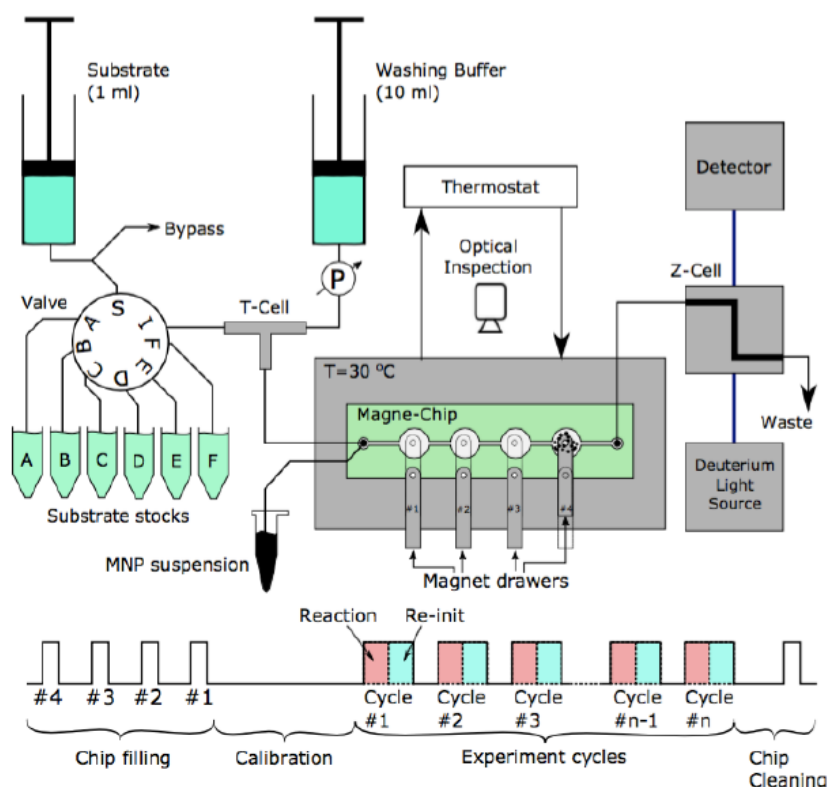 Substrate
(1 ml)
Washing Buffer
(10 ml)
Detector
Thermostat
Bypass
Optical
Inspection
Z-Cell
P
Valve
T-Cell
S
I
F
E
D
C
B
A
T=30 ºC
Magne-Chip
Waste
A
B
C
D
E
F
#1
#2
#3
#4
Deuterium
Light
Source
Substrate stocks
MNP suspension
Magnet drawers
Reaction
Re-init
#4
#3
#2
#1
Cycle
#1
Cycle
#2
Cycle
#3
Cycle
#n-1
Cycle
#n
Chip filling
Calibration
Experiment cycles
Chip
Cleaning